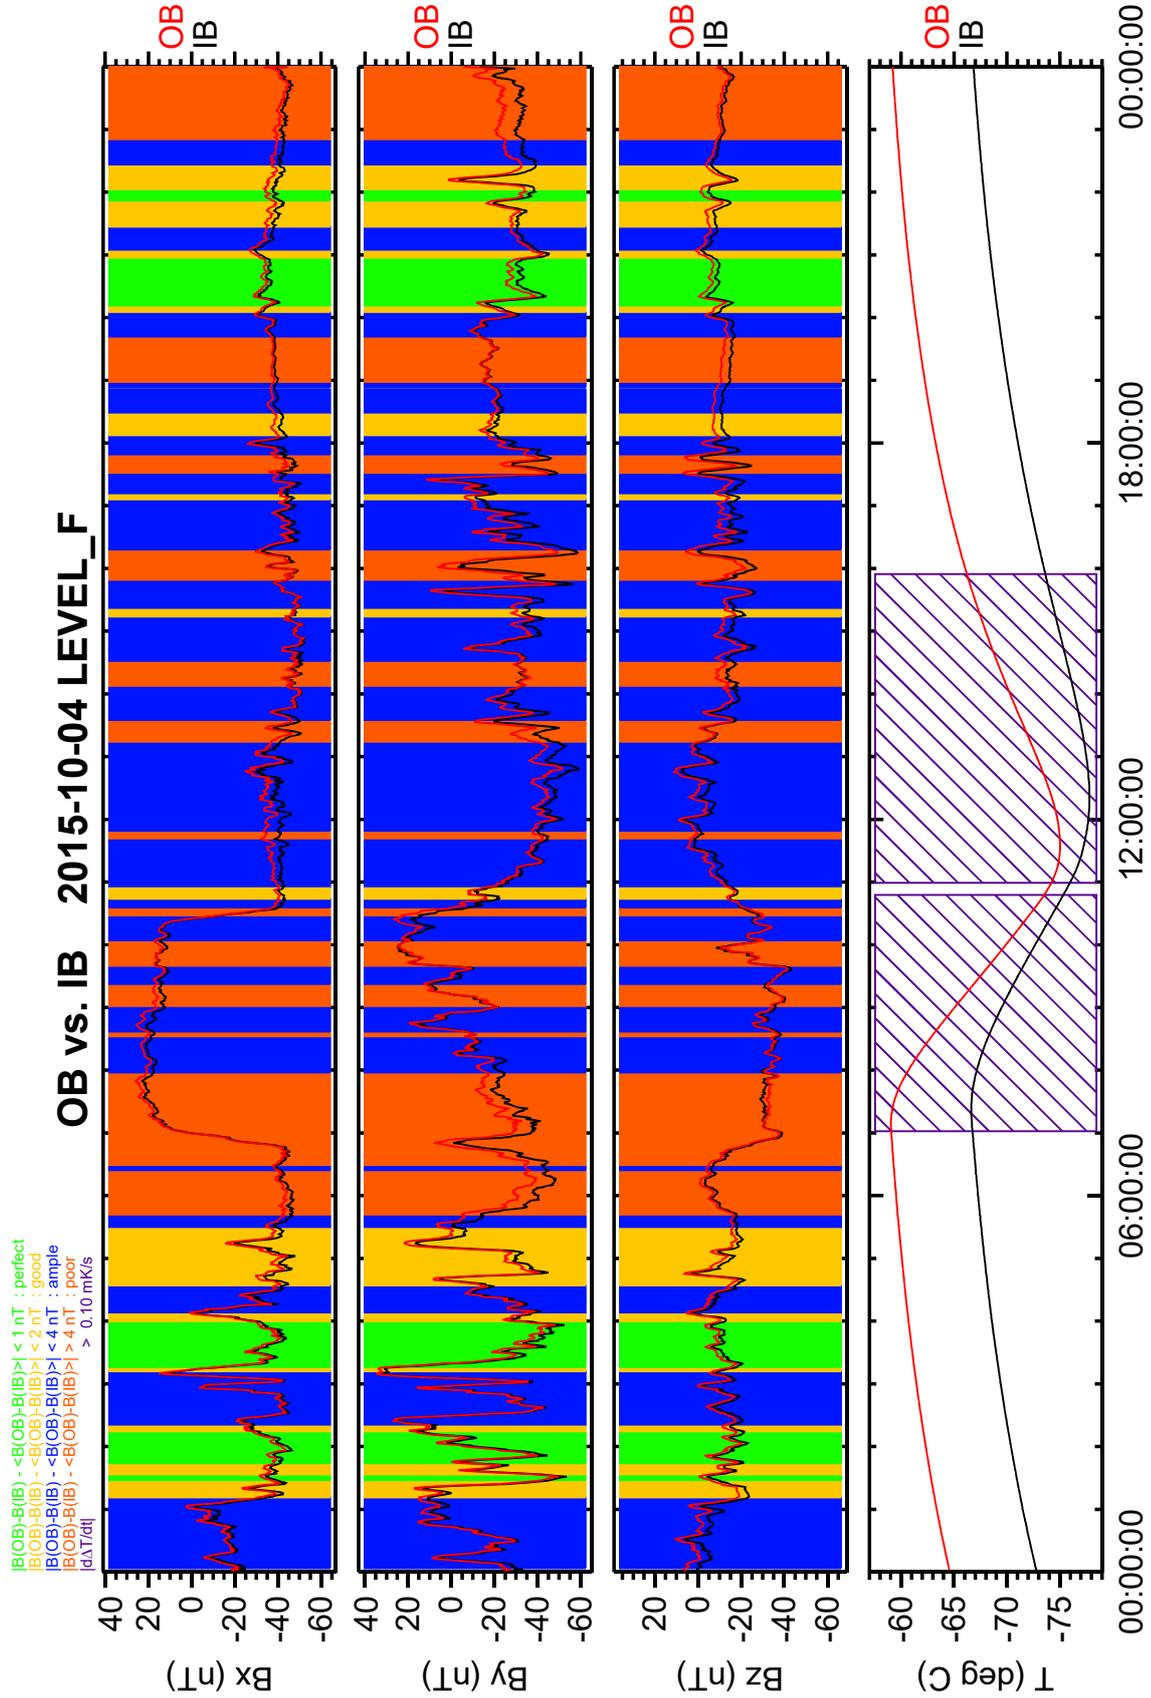 OB vs. IB 2015-10-04 LEVEL_F
|B(OB)-B(IB) - <B(OB)-B(IB)>| < 1 nT : perfect
|B(OB)-B(IB) - <B(OB)-B(IB)>| < 2 nT : good
|B(OB)-B(IB) - <B(OB)-B(IB)>| < 4 nT : ample
|B(OB)-B(IB) - <B(OB)-B(IB)>| > 4 nT : poor
|dΔT/dt| > 0.10 mK/s
Bx (nT)
40
20
0
-20
-40
-60
OB
IB
By (nT)
40
20
0
-20
-40
-60
OB
IB
Bz (nT)
20
0
-20
-40
-60
OB
IB
T (deg C)
-60
-65
-70
-75
OB
IB
00:00:00
06:00:00
12:00:00
18:00:00
00:00:00